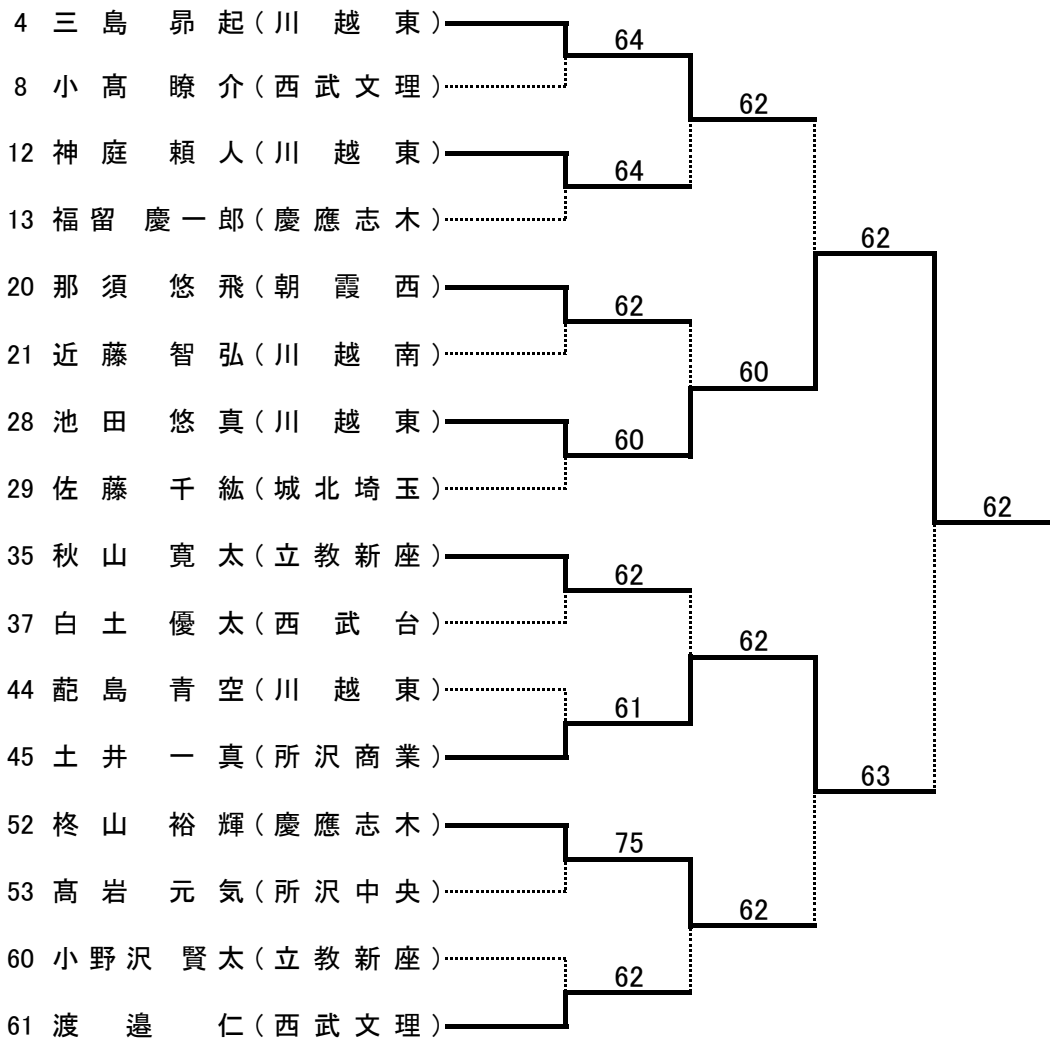 4 三島 昴起(川越東)
64
8 小髙 瞭介(西武文理)
62
12 神庭 頼人(川越東)
64
13 福留 慶一郎(慶應志木)
62
20 那須 悠飛(朝霞西)
62
21 近藤 智弘(川越南)
60
28 池田 悠真(川越東)
60
29 佐藤 千紘(城北埼玉)
62
35 秋山 寛太(立教新座)
62
37 白土 優太(西武台)
62
44 蓜島 青空(川越東)
61
45 土井 一真(所沢商業)
63
52 柊山 裕輝(慶應志木)
75
53 髙岩 元気(所沢中央)
62
60 小野沢 賢太(立教新座)
62
61 渡邉 仁(西武文理)